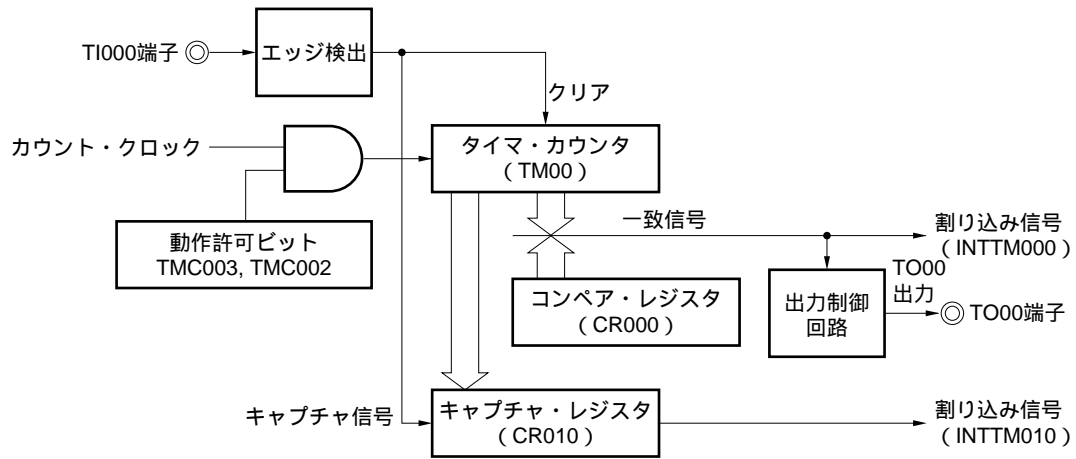 TI000端子
エッジ検出
クリア
カウント・クロック
タイマ・カウンタ
(TM00)
動作許可ビット
TMC003, TMC002
一致信号
割り込み信号
(INTTM000)
コンペア・レジスタ
(CR000)
出力制御
回路
TO00
出力
TO00端子
キャプチャ信号
キャプチャ・レジスタ
(CR010)
割り込み信号
(INTTM010)